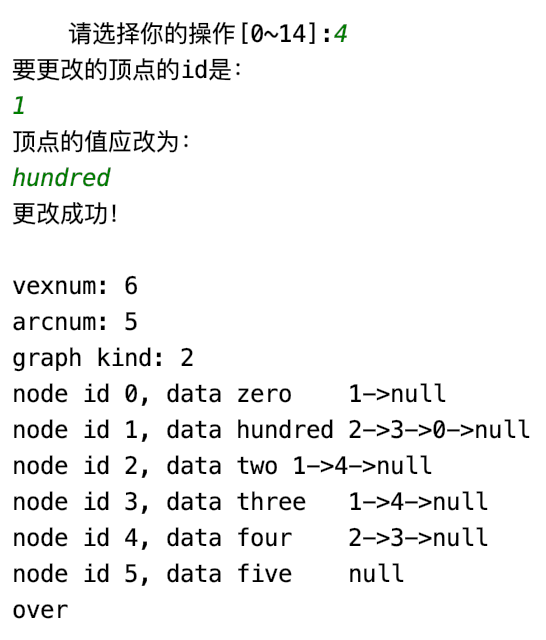 请选择你的操作[0~14]:4
要更改的顶点的id是：
1
顶点的值应改为：
hundred
更改成功!
vexnum: 6
arcnum: 5
graph kind: 2
node id 0, data zero    1->null
node id 1, data hundred 2->3->0->null
node id 2, data two 1->4->null
node id 3, data three   1->4->null
node id 4, data four    2->3->null
node id 5, data five    null
over